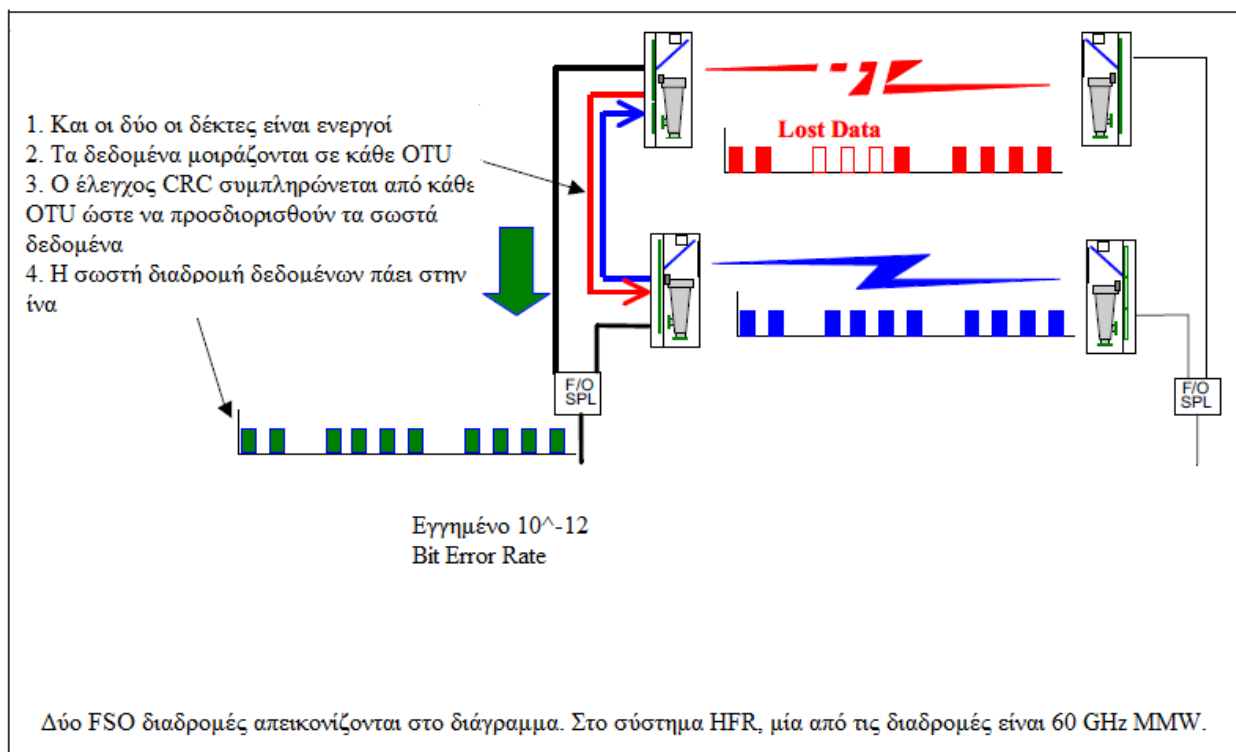 1. Και οι δύο οι δέκτες είναι ενεργοί
2. Τα δεδομένα μοιράζονται σε κάθε OTU
3. Ο έλεγχος CRC συμπληρώνεται από κάθε
OTU ώστε να προσδιορισθούν τα σωστά
δεδομένα
4. Η σωστή διαδρομή δεδομένων πάει στην
ίνα
Lost Data
F/O
SPL
F/O
SPL
Εγγημένο 10^-12
Bit Error Rate
Δύο FSO διαδρομές απεικονίζονται στο διάγραμμα. Στο σύστημα HFR, μία από τις διαδρομές είναι 60 GHz MMW.